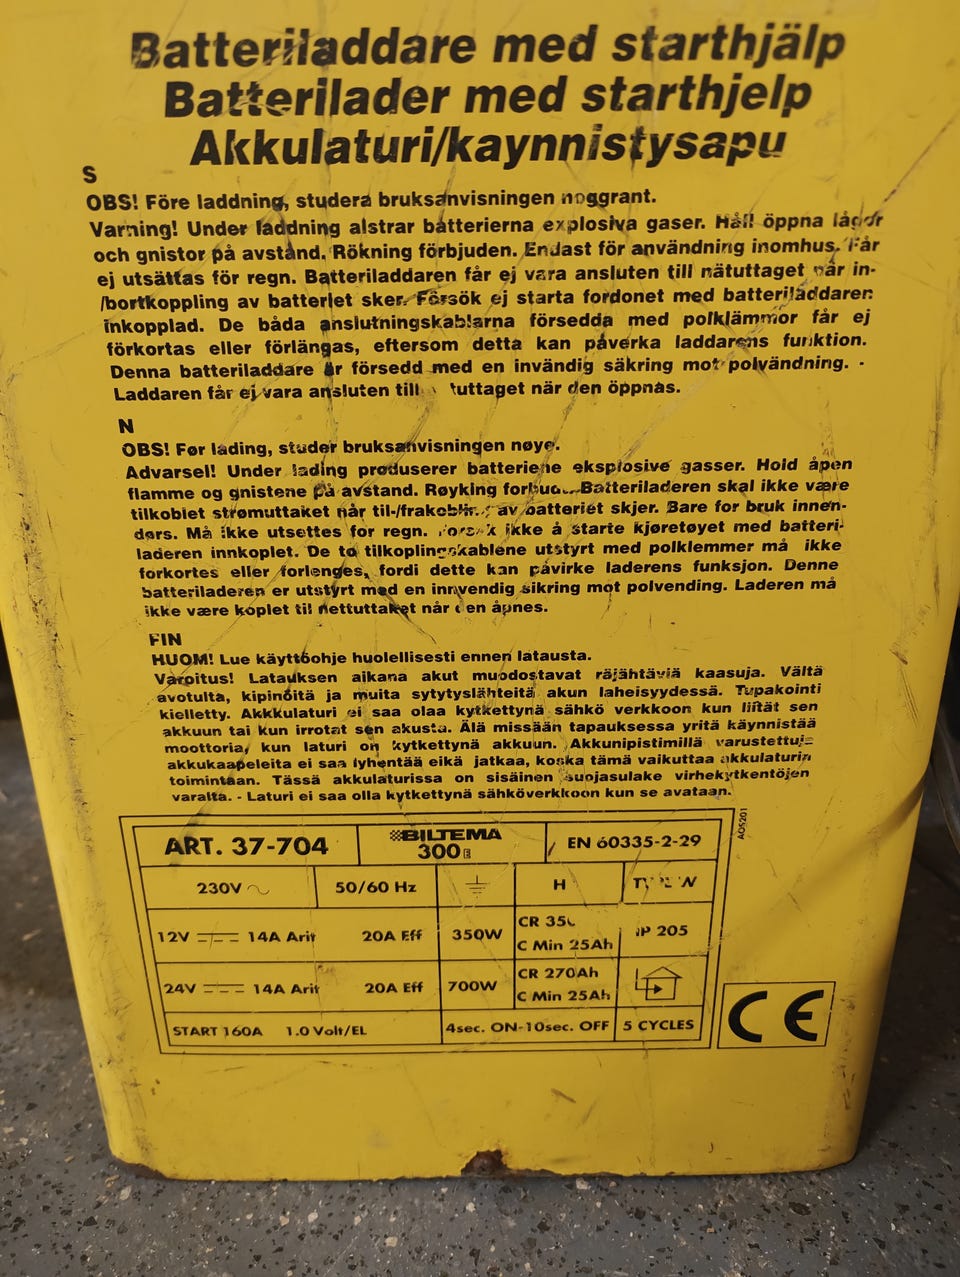 Batteriladdare med starthjälp
Batterilader med starthjelp
Akkulaturi/kaynnistysapu
S
OBS! Före laddning, studera bruksanvisningen noggrant.
Varning! Under laddning alstrar batterierna explosiva gaser. Håll öppna lågor
och gnistor på avstånd. Rökning förbjuden. Endast för användning inomhus. Får
ej utsättas för regn. Batteriladdaren får ej vara ansluten till nätuttaget när in-
/bortkoppling av batteriet sker. Försök ej starta fordonet med batteriladdaren
inkopplad. De båda anslutningskablarna försedda med polklämmor får ej
förkortas eller förlängas, eftersom detta kan påverka laddarens funktion.
Denna batteriladdare är försedd med en invändig säkring mot polvändning. -
Laddaren får ej vara ansluten till tuttaget när den öppnas.
N
OBS! Før lading, studer bruksanvisningen nøye.
Advarsel! Under lading produserer batteriene eksplosive gasser. Hold åpen
flamme og gnistene på avstand. Røyking Batteriladeren skal ikke være
tilkoblet strømuttaket når til-/frakobling av batteriet skjer. Bare for bruk innen-
dørs. Må ikke utsettes for regn. Forsøk ikke å starte kjøretøyet med batteri-
laderen innkoplet. De to tilkoplingskablene utstyrt med polklemmer må ikke
forkortes eller forlenges, fordi dette kan påvirke laderens funksjon. Denne
batteriladeren er utstyrt med en innvendig sikring mot polvending. Laderen må
ikke være koplet til nettuttaket når den åpnes.
FIN
HUOM! Lue käyttöohje huolellisesti ennen latausta.
Varoitus! Latauksen aikana akut muodostavat räjähtäviä kaasuja. Vältä
avotulta, kipinöitä ja muita sytytyslähteitä akun laheisyydessä. Tupakointi
kielletty. Akkkulaturi ei saa olaa kytkettynä sähkö verkkoon kun liität sen
akkuun tai kun irrotat sen akusta. Älä missään tapauksessa yritä käynnistää
moottoria, kun laturi on kytkettynä akkuun. Akkunipistimillä varustettuja
akkukaapeleita ei saa lyhentää eikä jatkaa, koska tämä vaikuttaa akkulaturin
toimintaan. Tässä akkulaturissa on sisäinen suojasulake virhekytkentöjen
varalta. - Laturi ei saa olla kytkettynä sähköverkkoon kun se avataan.
AOS201
ART. 37-704 BILTEMA 300E EN 60335-2-29
230V ~ 50/60 Hz H
12V 14A Arit 20A Eff 350W CR C Min 25Ah IP 205
24V 14A Arit 20A Eff 700W CR 270Ah C Min 25Ah
START 160A 1.0 Volt/EL 4sec. ON-10sec. OFF 5 CYCLES
CE